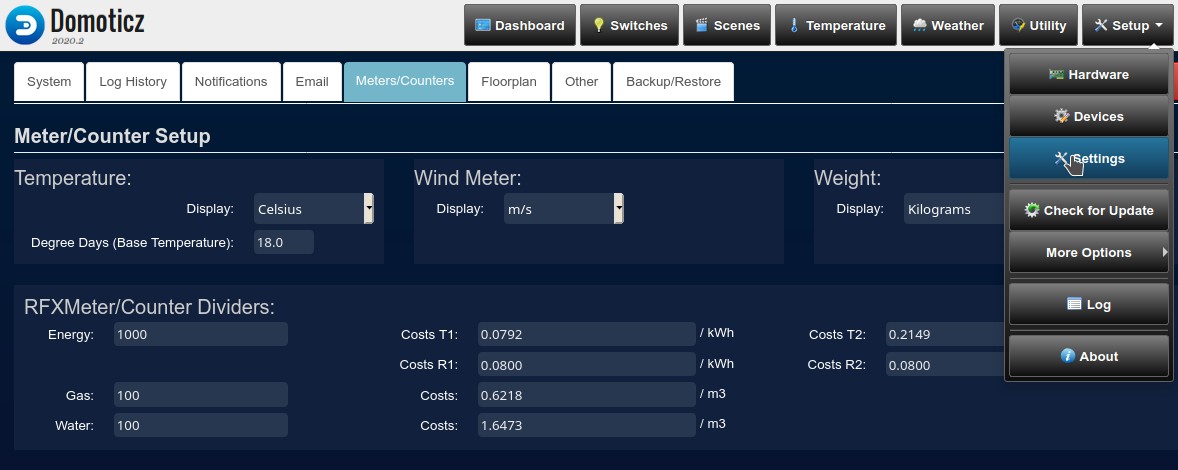 Domoticz
2020.2
Dashboard Switches Scenes Temperature Weather Utility Setup
System Log History Notifications Email Meters/Counters Floorplan Other Backup/Restore
Hardware
Devices
Settings
Check for Update
More Options
Log
About
Meter/Counter Setup
Temperature: Wind Meter: Weight:
Display: Celsius Display: m/s Display: Kilograms
Degree Days (Base Temperature): 18.0
RFXMeter/Counter Dividers:
Energy: 1000 Costs T1: 0.0792 / kWh Costs T2: 0.2149
Costs R1: 0.0800 / kWh Costs R2: 0.0800
Gas: 100 Costs: 0.6218 / m3
Water: 100 Costs: 1.6473 / m3